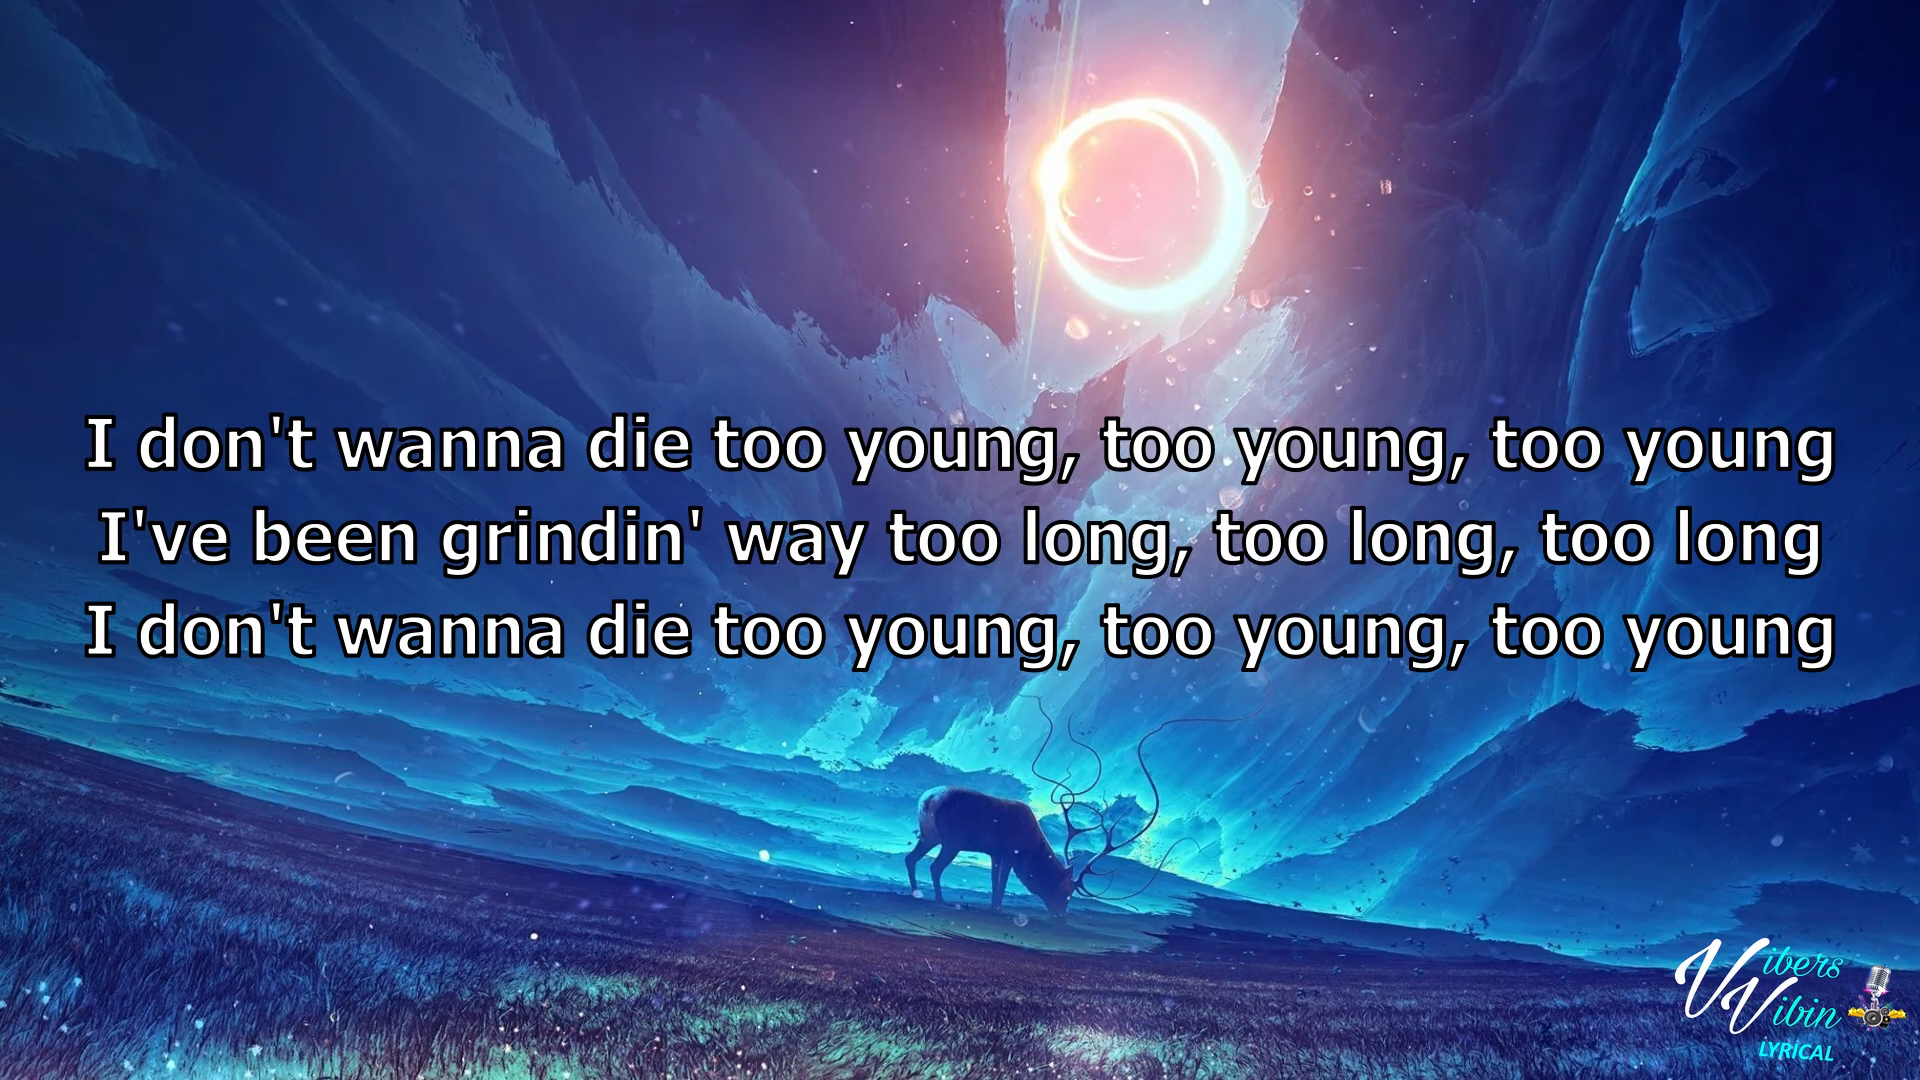 I don't wanna die too young, too young, too young
I've been grindin' way too long, too long, too long
I don't wanna die too young, too young, too young
Vibers
Vibin
LYRICAL